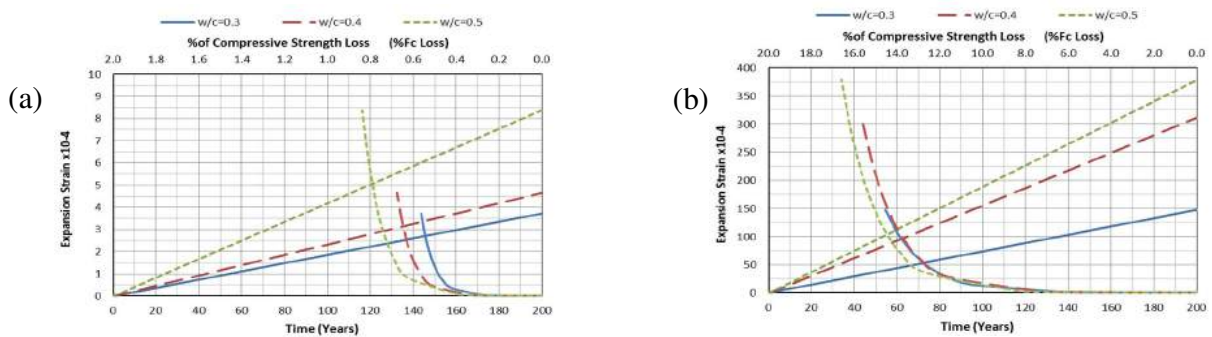 (a)
w/c=0.3 w/c=0.4 w/c=0.5
%of Compressive Strength Loss (%Fc Loss)
2.0 1.8 1.6 1.4 1.2 1.0 0.8 0.6 0.4 0.2 0.0
Expansion Strain x10-4
10
9
8
7
6
5
4
3
2
1
0
0 20 40 60 80 100 120 140 160 180 200
Time (Years)
(b)
w/c=0.3 w/c=0.4 w/c=0.5
%of Compressive Strength Loss (%Fc Loss)
20.0 18.0 16.0 14.0 12.0 10.0 8.0 6.0 4.0 2.0 0.0
Expansion Strain x10-4
400
350
300
250
200
150
100
50
0
0 20 40 60 80 100 120 140 160 180 200
Time (Years)